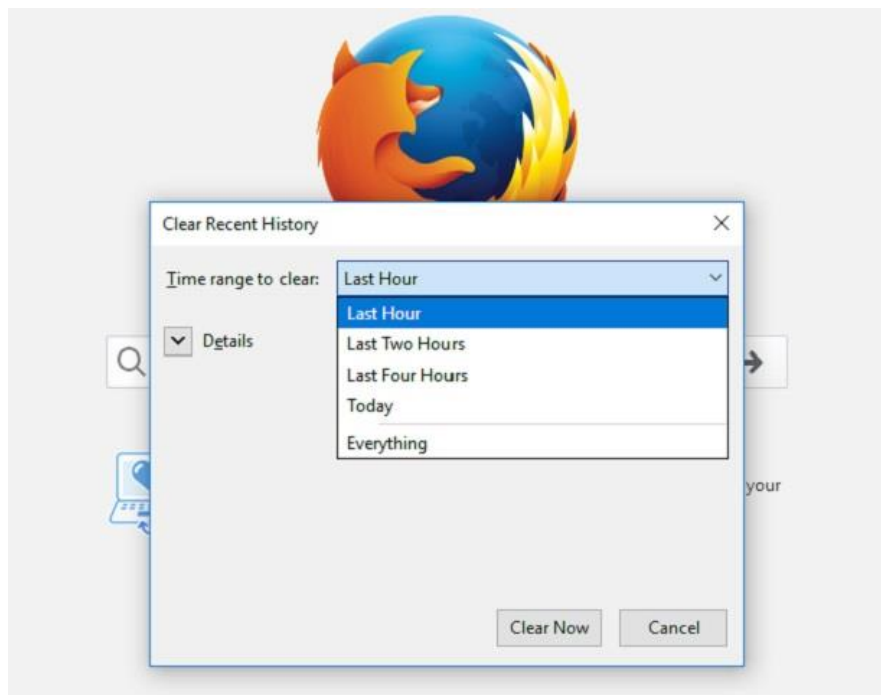 Clear Recent History
Time range to clear: Last Hour
Last Hour
Last Two Hours
Details
Last Four Hours
Today
Everything
your
Clear Now Cancel